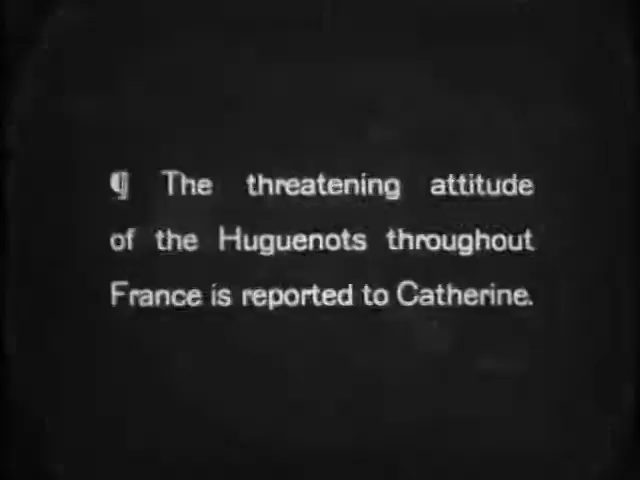 ¶ The threatening attitude
of the Huguenots throughout
France is reported to Catherine.